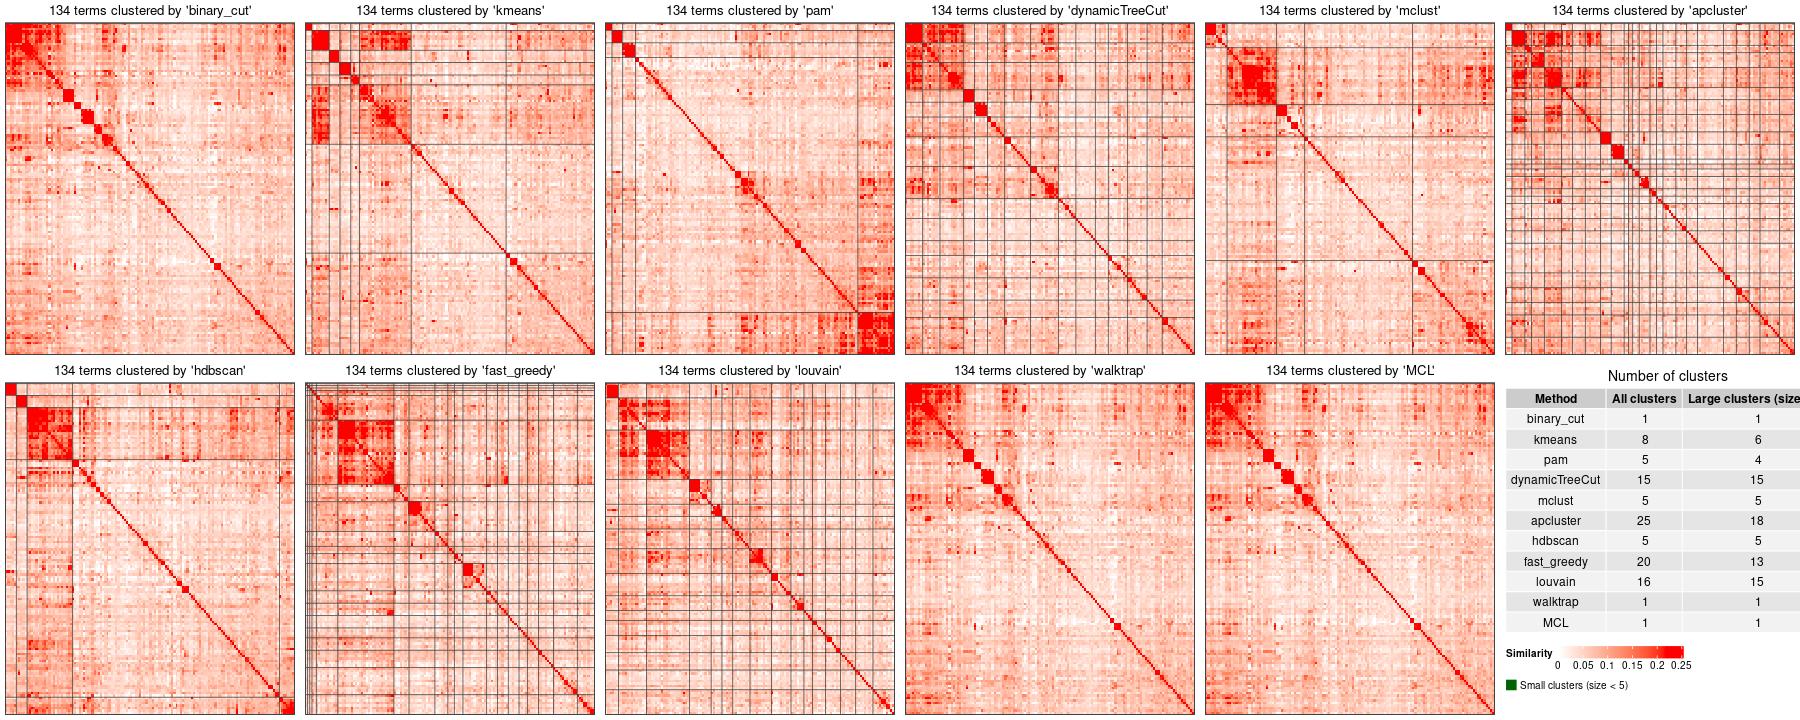 134 terms clustered by 'binary_cut'
134 terms clustered by 'kmeans'
134 terms clustered by 'pam'
134 terms clustered by 'dynamicTreeCut'
134 terms clustered by 'mclust'
134 terms clustered by 'apcluster'
134 terms clustered by 'hdbscan'
134 terms clustered by 'fast_greedy'
134 terms clustered by 'louvain'
134 terms clustered by 'walktrap'
134 terms clustered by 'MCL'
Number of clusters
Method All clusters Large clusters (size
binary_cut 1 1
kmeans 8 6
pam 5 4
dynamicTreeCut 15 15
mclust 5 5
apcluster 25 18
hdbscan 5 5
fast_greedy 20 13
louvain 16 15
walktrap 1 1
MCL 1 1
Similarity
0 0.05 0.1 0.15 0.2 0.25
Small clusters (size < 5)